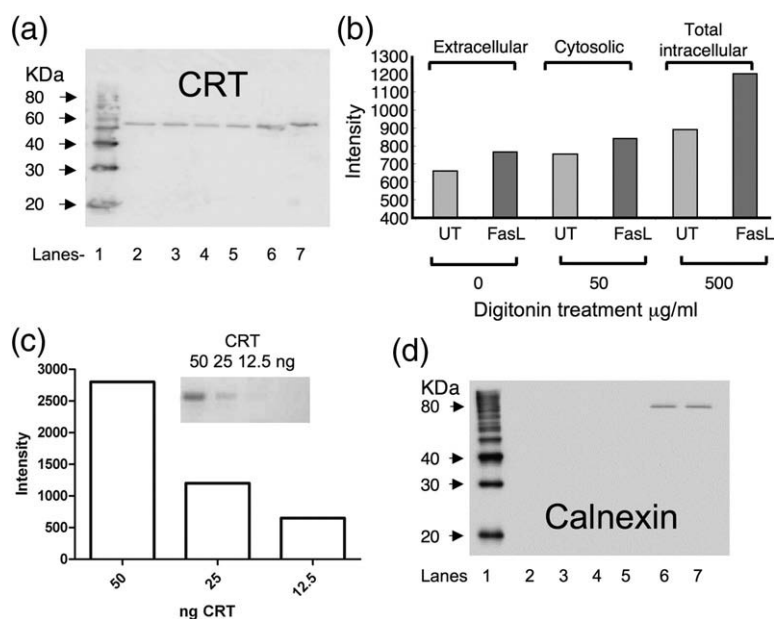 (a)
KDa
80
60
40
30
20
CRT
Lanes- 1 2 3 4 5 6 7
(b)
Extracellular Cytosolic Total intracellular
Intensity
1300
1200
1100
1000
900
800
700
600
500
400
UT FasL UT FasL UT FasL
0 50 500
Digitonin treatment μg/ml
(c)
CRT
50 25 12.5 ng
Intensity
3000
2500
2000
1500
1000
500
0
50 25 12.5
ng CRT
(d)
KDa
80
40
30
20
Calnexin
Lanes 1 2 3 4 5 6 7